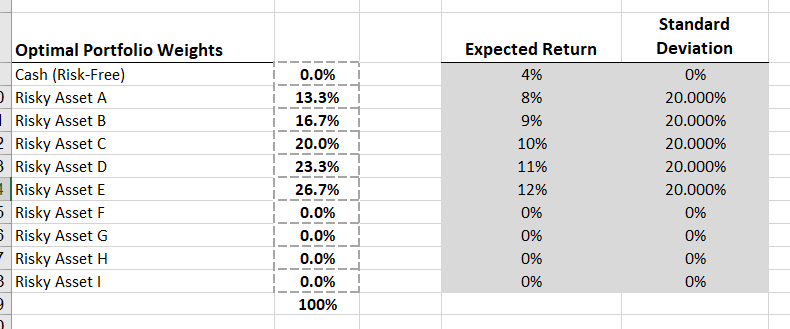 Standard
Optimal Portfolio Weights Expected Return Deviation
Cash (Risk-Free) 0.0% 4% 0%
Risky Asset A 13.3% 8% 20.000%
Risky Asset B 16.7% 9% 20.000%
Risky Asset C 20.0% 10% 20.000%
Risky Asset D 23.3% 11% 20.000%
Risky Asset E 26.7% 12% 20.000%
Risky Asset F 0.0% 0% 0%
Risky Asset G 0.0% 0% 0%
Risky Asset H 0.0% 0% 0%
Risky Asset I 0.0% 0% 0%
100%